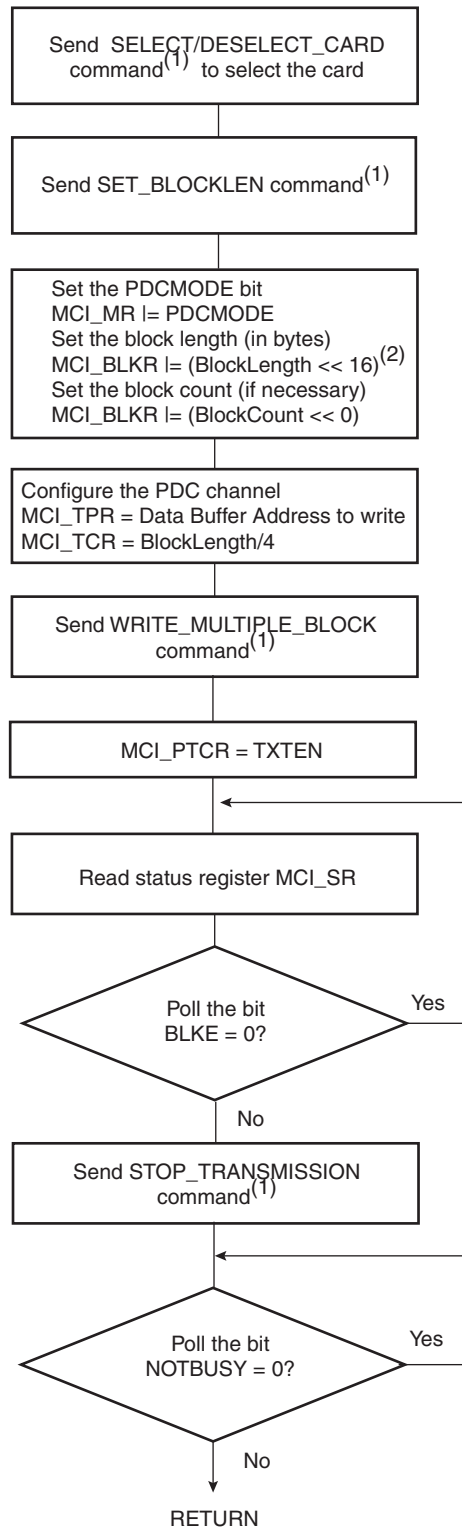 Send SELECT/DESELECT_CARD
command(1) to select the card
Send SET_BLOCKLEN command(1)
Set the PDCMODE bit
MCI_MR |= PDCMODE
Set the block length (in bytes)
MCI_BLKR |= (BlockLength << 16)(2)
Set the block count (if necessary)
MCI_BLKR |= (BlockCount << 0)
Configure the PDC channel
MCI_TPR = Data Buffer Address to write
MCI_TCR = BlockLength/4
Send WRITE_MULTIPLE_BLOCK
command(1)
MCI_PTCR = TXTEN
Read status register MCI_SR
Poll the bit
BLKE = 0?
Yes
No
Send STOP_TRANSMISSION
command(1)
Poll the bit
NOTBUSY = 0?
Yes
No
RETURN